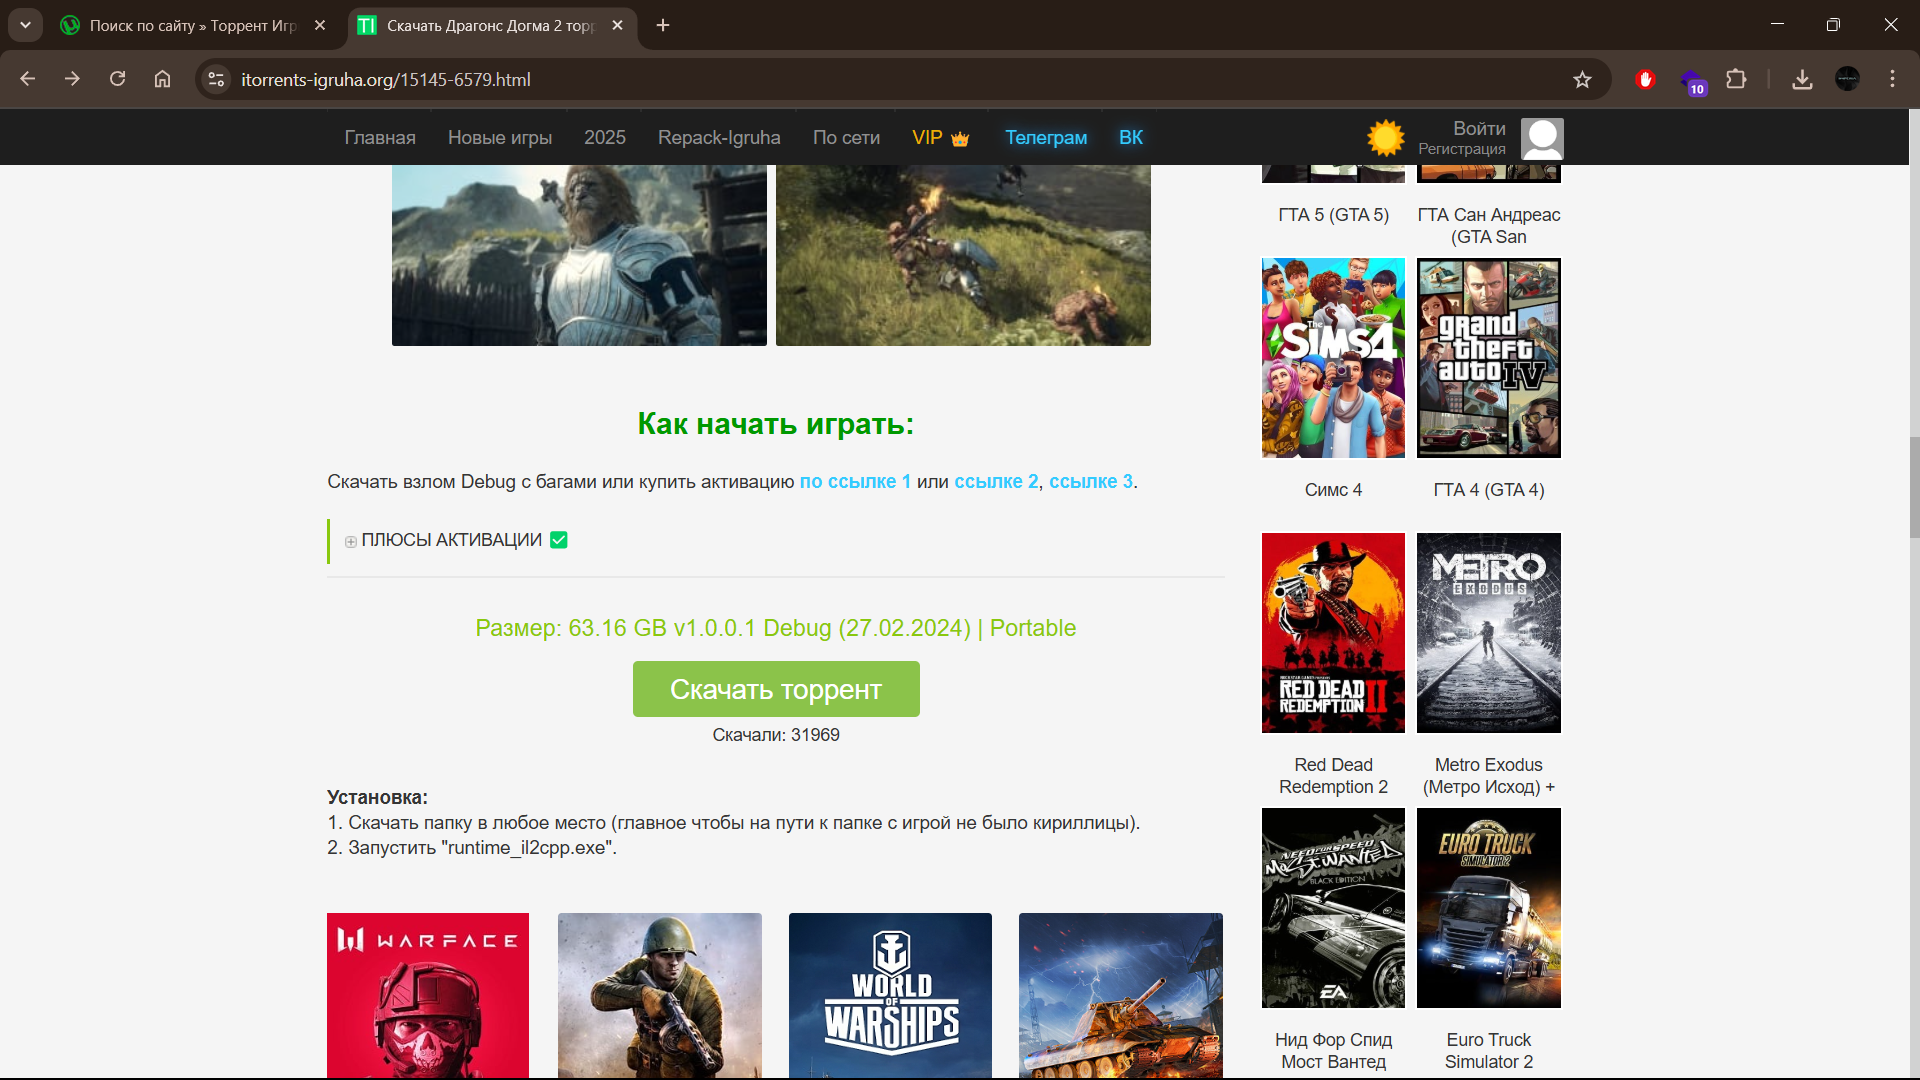 Поиск по сайту » Торрент Игр
Скачать Драгонс Догма 2 торр
itorrents-igruha.org/15145-6579.html
10
Главная
Новые игры
2025
Repack-Igruha
По сети
VIP
Телеграм
ВК
Войти
Регистрация
ГТА 5 (GTA 5)
ГТА Сан Андреас
(GTA San
The SIMS 4
grand
theft
auto IV
Как начать играть:
Скачать взлом Debug с багами или купить активацию по ссылке 1 или ссылке 2, ссылке 3.
Симс 4
ГТА 4 (GTA 4)
ПЛЮСЫ АКТИВАЦИИ
METRO
EXODUS
Размер: 63.16 GB v1.0.0.1 Debug (27.02.2024) | Portable
Скачать торрент
RED DEAD
REDEMPTION II
Скачали: 31969
Red Dead
Redemption 2
Metro Exodus
(Метро Исход) +
Установка:
1. Скачать папку в любое место (главное чтобы на пути к папке с игрой не было кириллицы).
2. Запустить "runtime_il2cpp.exe".
NEED FOR SPEED
MOST WANTED
BLACK EDITION
EA
EURO TRUCK
SIMULATOR 2
WARFACE
WORLD
OF
WARSHIPS
Нид Фор Спид
Мост Вантед
Euro Truck
Simulator 2